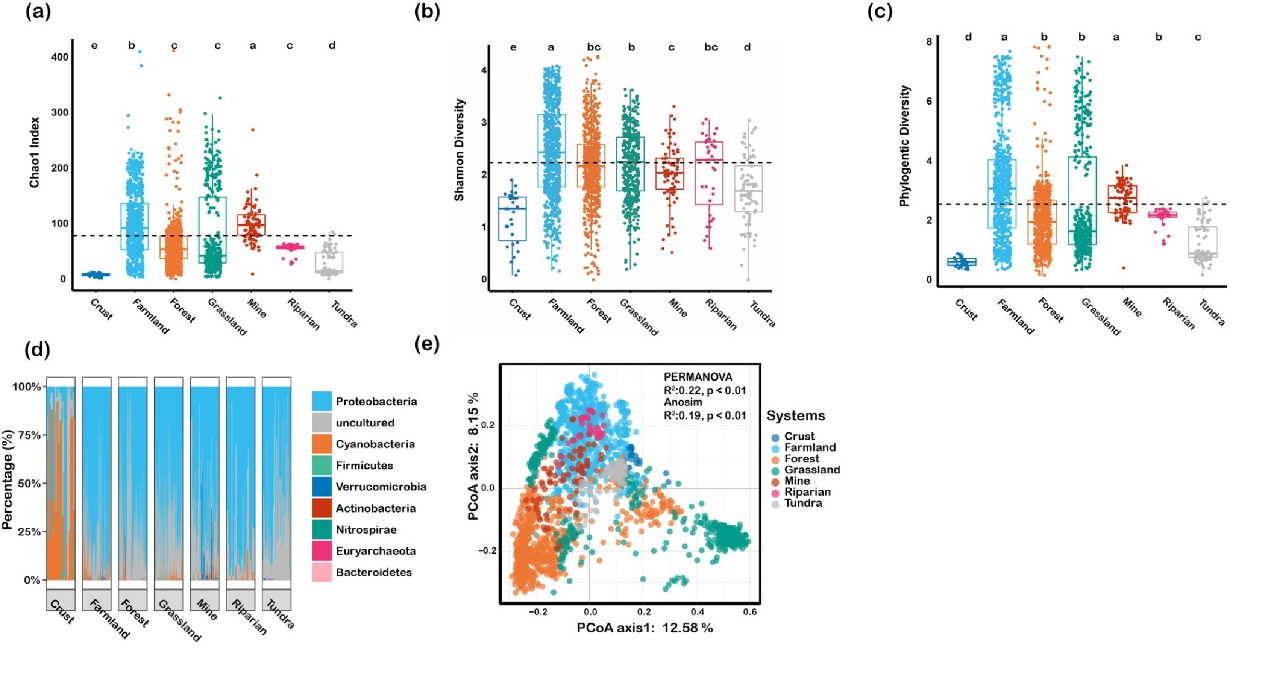 (a)
Chao1 Index
400
300
200
100
0
e b c c a c d
Crust Farmland Forest Grassland Mine Riparian Tundra
(b)
Shannon Diversity
4
3
2
1
0
e a bc b c bc d
Crust Farmland Forest Grassland Mine Riparian Tundra
(c)
Phylogentic Diversity
8
6
4
2
0
d a b b a b c
Crust Farmland Forest Grassland Mine Riparian Tundra
(d)
Percentage (%)
100%
75%
50%
25%
0%
Crust Farmland Forest Grassland Mine Riparian Tundra
Proteobacteria
uncultured
Cyanobacteria
Firmicutes
Verrucomicrobia
Actinobacteria
Nitrospirae
Euryarchaeota
Bacteroidetes
(e)
PCoA axis2: 8.15 %
0.2
0.0
−0.2
PERMANOVA
R²:0.22, p < 0.01
Anosim
R²:0.19, p < 0.01
−0.2 0.0 0.2 0.4 0.6
PCoA axis1: 12.58 %
Systems
Crust
Farmland
Forest
Grassland
Mine
Riparian
Tundra